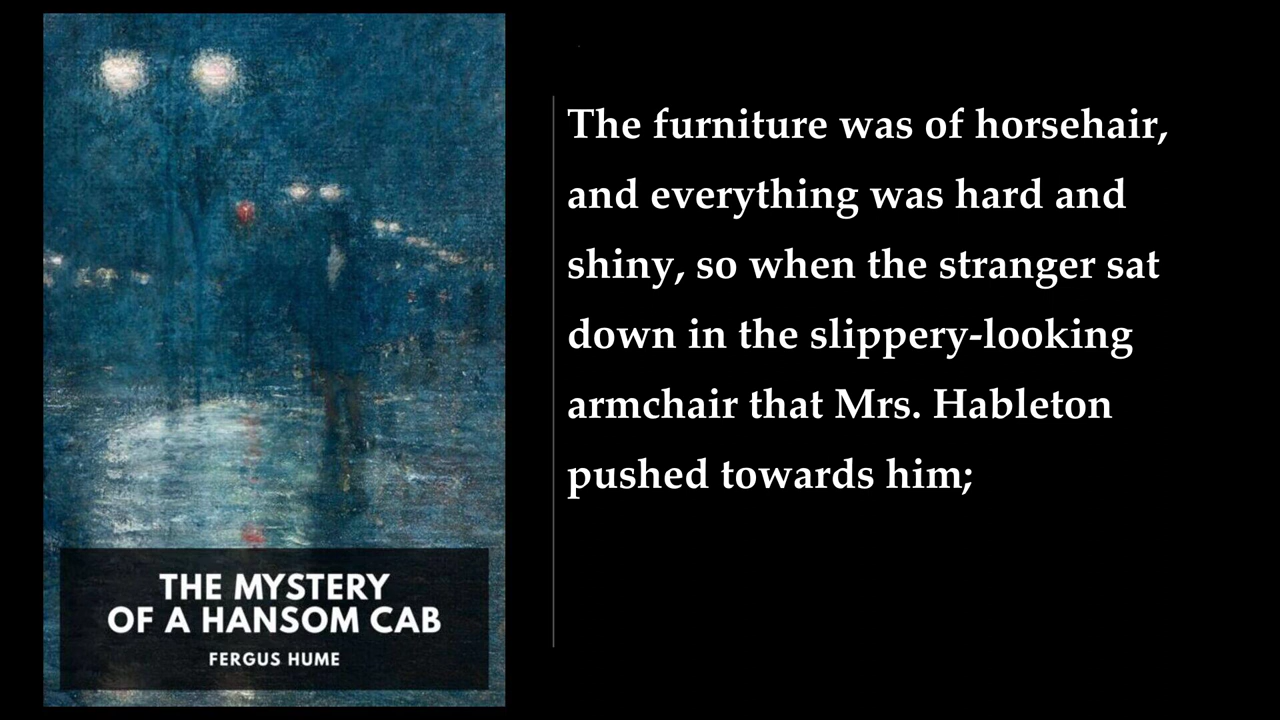 The furniture was of horsehair,
and everything was hard and
shiny, so when the stranger sat
down in the slippery-looking
armchair that Mrs. Hableton
pushed towards him;
THE MYSTERY
OF A HANSOM CAB
FERGUS HUME